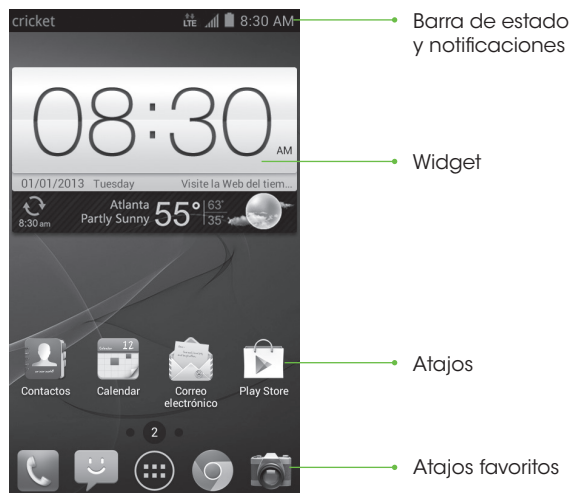 cricket LTE 8:30 AM
Barra de estado
y notificaciones
08:30 AM
Widget
01/01/2013 Tuesday Visite la Web del tiem...
8:30 am
Atlanta
Partly Sunny
55° 63° 35°
12
Contactos Calendar Correo
electrónico Play Store
Atajos
2
Atajos favoritos